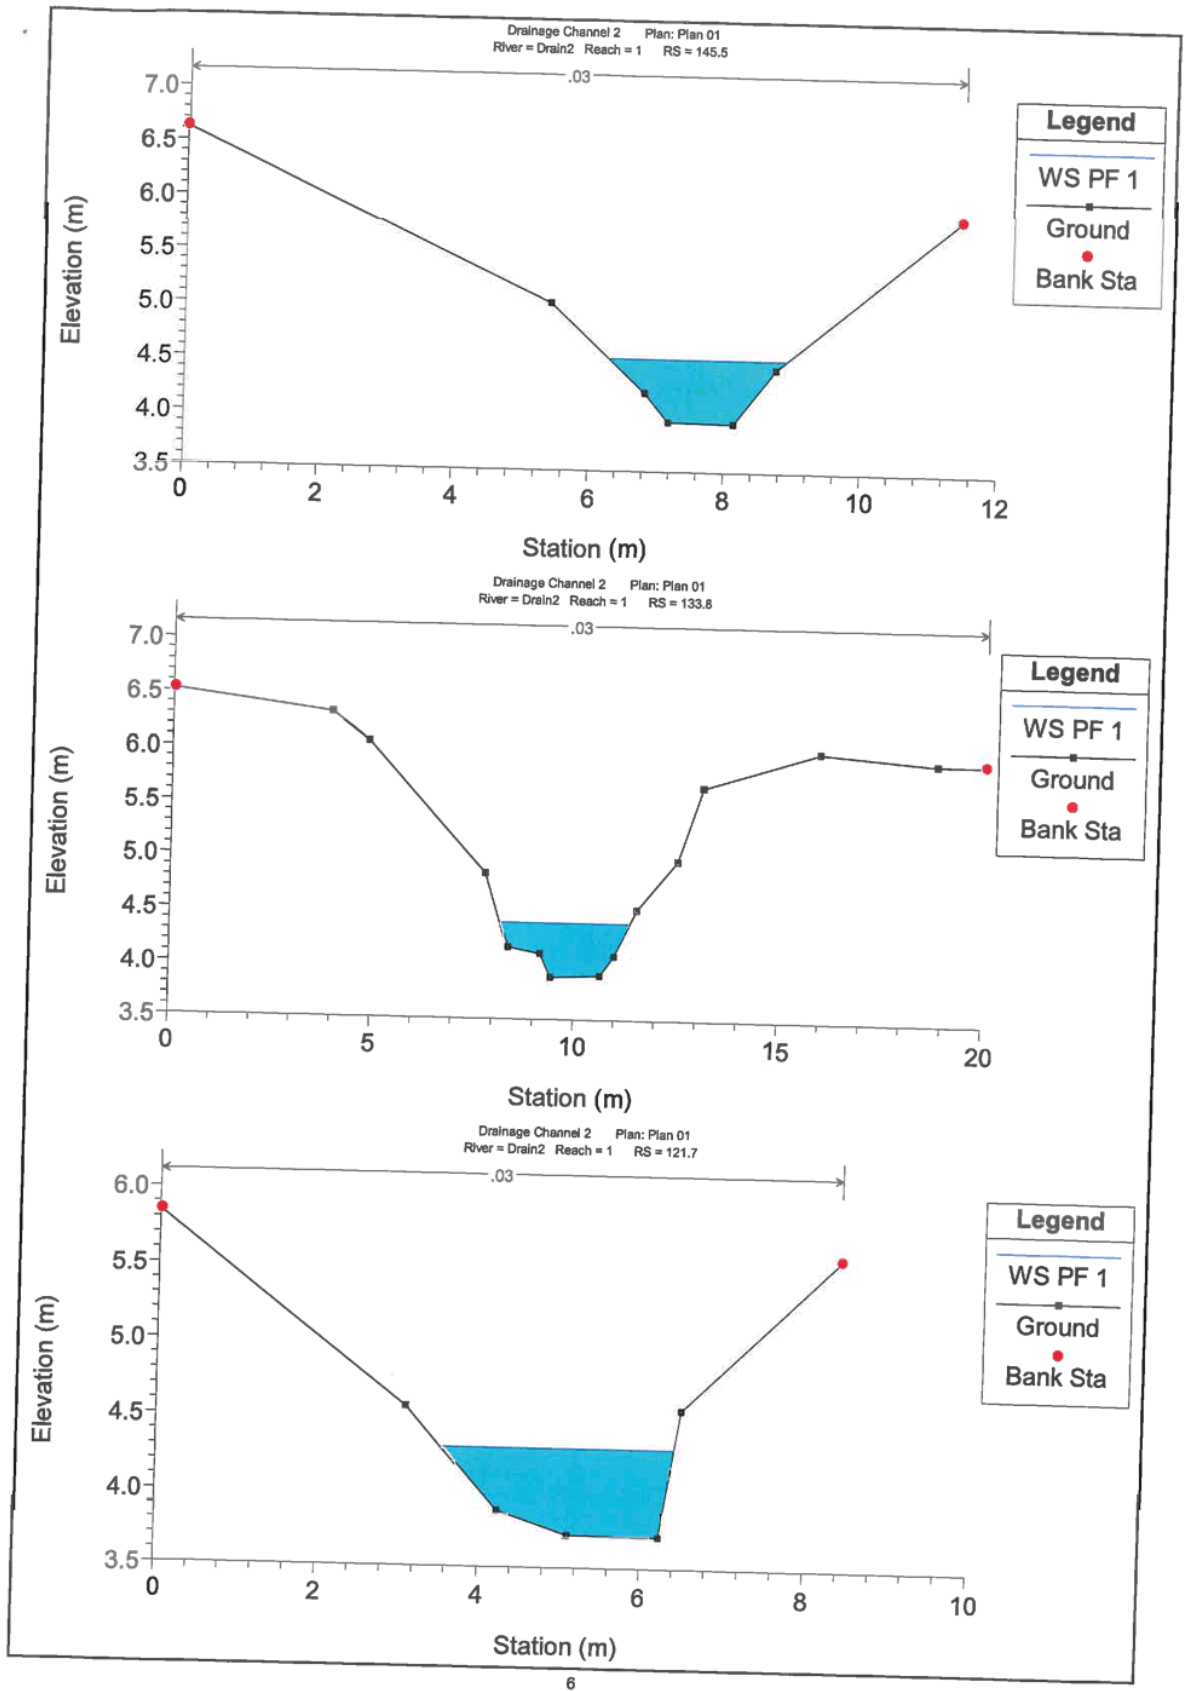 Drainage Channel 2 Plan: Plan 01
River = Drain2 Reach = 1 RS = 145.5
.03
7.0
6.5
6.0
5.5
5.0
4.5
4.0
3.5
0 2 4 6 8 10 12
Elevation (m)
Station (m)
Legend
WS PF 1
Ground
Bank Sta
Drainage Channel 2 Plan: Plan 01
River = Drain2 Reach = 1 RS = 133.8
.03
7.0
6.5
6.0
5.5
5.0
4.5
4.0
3.5
0 5 10 15 20
Elevation (m)
Station (m)
Legend
WS PF 1
Ground
Bank Sta
Drainage Channel 2 Plan: Plan 01
River = Drain2 Reach = 1 RS = 121.7
.03
6.0
5.5
5.0
4.5
4.0
3.5
0 2 4 6 8 10
Elevation (m)
Station (m)
Legend
WS PF 1
Ground
Bank Sta
6